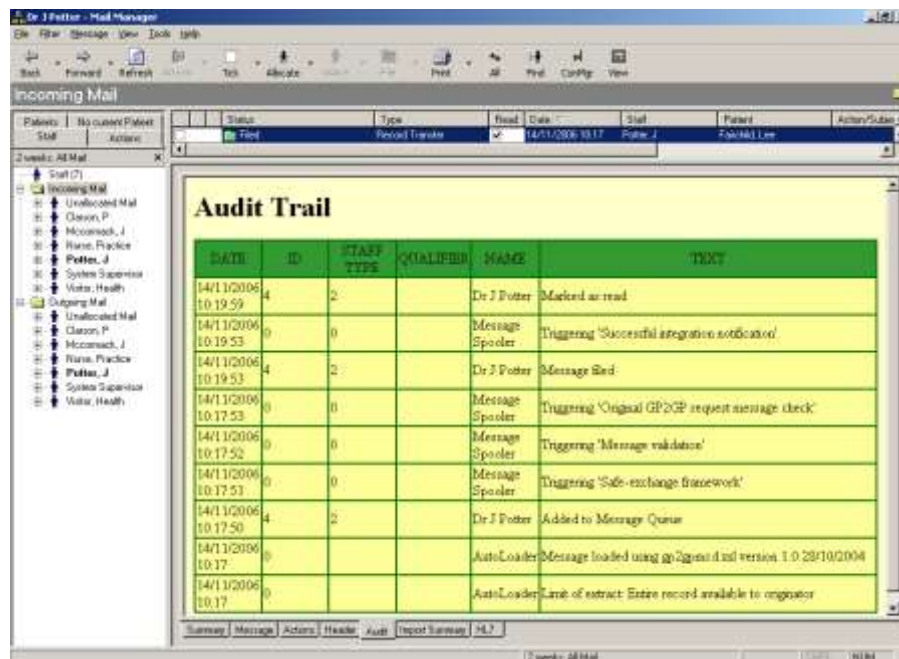 Dr J Potter - Mail Manager
File Filter Message View Tools Help
Back Forward Refresh Tick Allocate Print All Find ConfMgr View
Incoming Mail
Patients No current Patient
Staff Actions
2 weeks: All Mail
Staff (7)
Incoming Mail
Unallocated Mail
Clarson, P
Mccormack, J
Nurse, Practice
Potter, J
System Supervisor
Visitor, Health
Outgoing Mail
Unallocated Mail
Clarson, P
Mccormack, J
Nurse, Practice
Potter, J
System Supervisor
Visitor, Health
Status Type Read Date Staff Patient
Filed Record Transfer 14/11/2006 10:17 Potter, J Fairchild, Lee
Audit Trail
DATE ID STAFF TYPE QUALIFIER NAME TEXT
14/11/2006 10:19:59 4 2 Dr J Potter Marked as read
14/11/2006 10:19:53 0 0 Message Spooler Triggering 'Successful integration notification'
14/11/2006 10:19:53 4 2 Dr J Potter Message filed
14/11/2006 10:17:53 0 0 Message Spooler Triggering 'Original GP2GP request message check'
14/11/2006 10:17:52 0 0 Message Spooler Triggering 'Message validation'
14/11/2006 10:17:51 0 0 Message Spooler Triggering 'Safe-exchange framework'
14/11/2006 10:17:50 4 2 Dr J Potter Added to Message Queue
14/11/2006 10:17 0 AutoLoader Message loaded using version 1.0 28/10/2004
14/11/2006 10:17 0 AutoLoader Limit of extract: Entire record available to originator
Summary Message Actions Header Audit Import Summary HL7
2 weeks: All Mail NUM